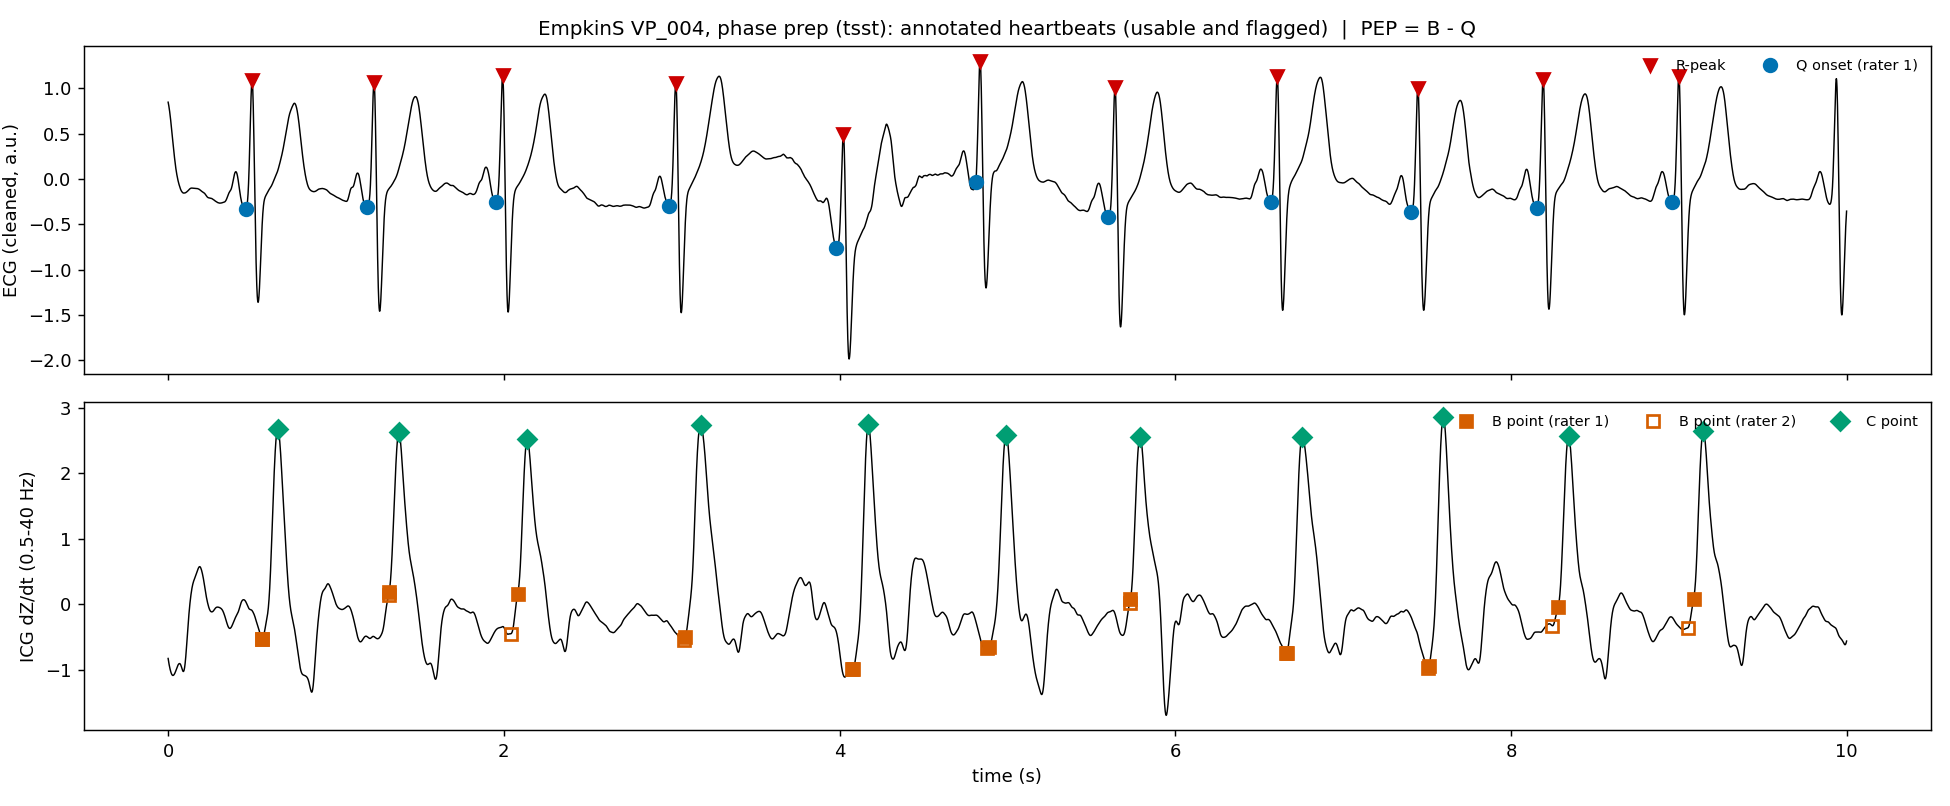 EmpkinS VP_004, phase prep (tsst): annotated heartbeats (usable and flagged)  |  PEP = B - Q
ECG (cleaned, a.u.)
1.0
0.5
0.0
−0.5
−1.0
−1.5
−2.0
R-peak
Q onset (rater 1)
ICG dZ/dt (0.5-40 Hz)
3
2
1
0
−1
B point (rater 1)
B point (rater 2)
C point
0
2
4
6
8
10
time (s)